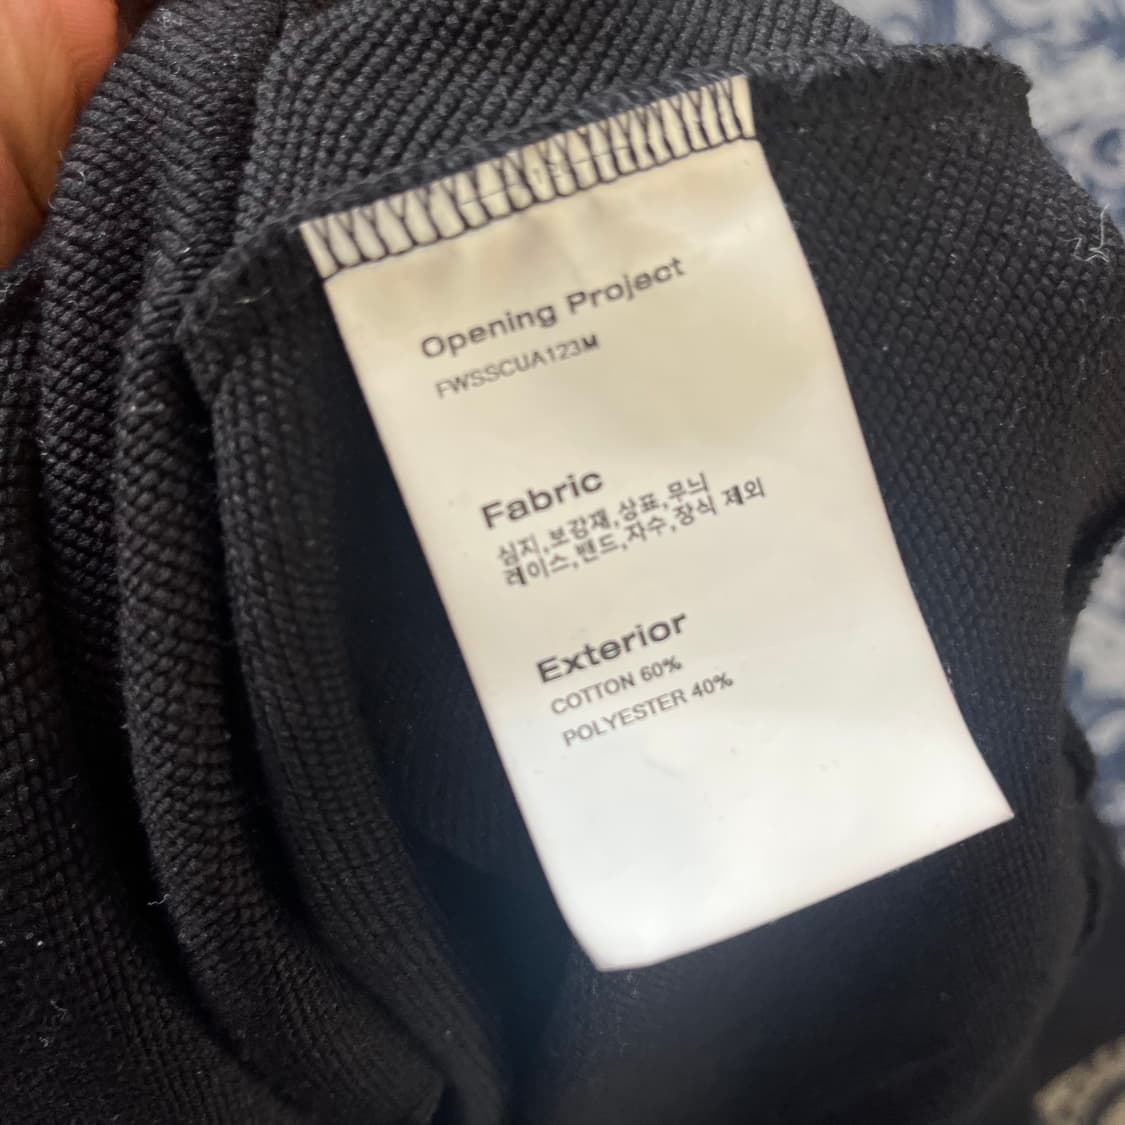 Opening Project
FWSSCUA123M
Fabric
심지,보강재,상표,무늬
레이스,밴드,자수,장식 제외
Exterior
COTTON 60%
POLYESTER 40%